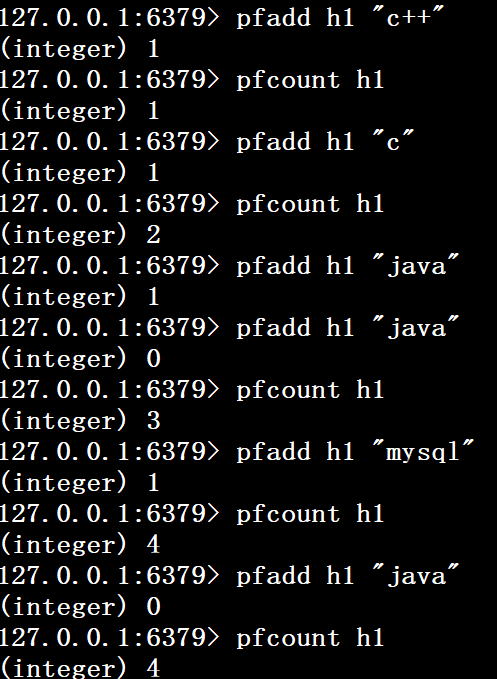 127.0.0.1:6379> pfadd h1 "c++"
(integer) 1
127.0.0.1:6379> pfcount h1
(integer) 1
127.0.0.1:6379> pfadd h1 "c"
(integer) 1
127.0.0.1:6379> pfcount h1
(integer) 2
127.0.0.1:6379> pfadd h1 "java"
(integer) 1
127.0.0.1:6379> pfadd h1 "java"
(integer) 0
127.0.0.1:6379> pfcount h1
(integer) 3
127.0.0.1:6379> pfadd h1 "mysql"
(integer) 1
127.0.0.1:6379> pfcount h1
(integer) 4
127.0.0.1:6379> pfadd h1 "java"
(integer) 0
127.0.0.1:6379> pfcount h1
(integer) 4